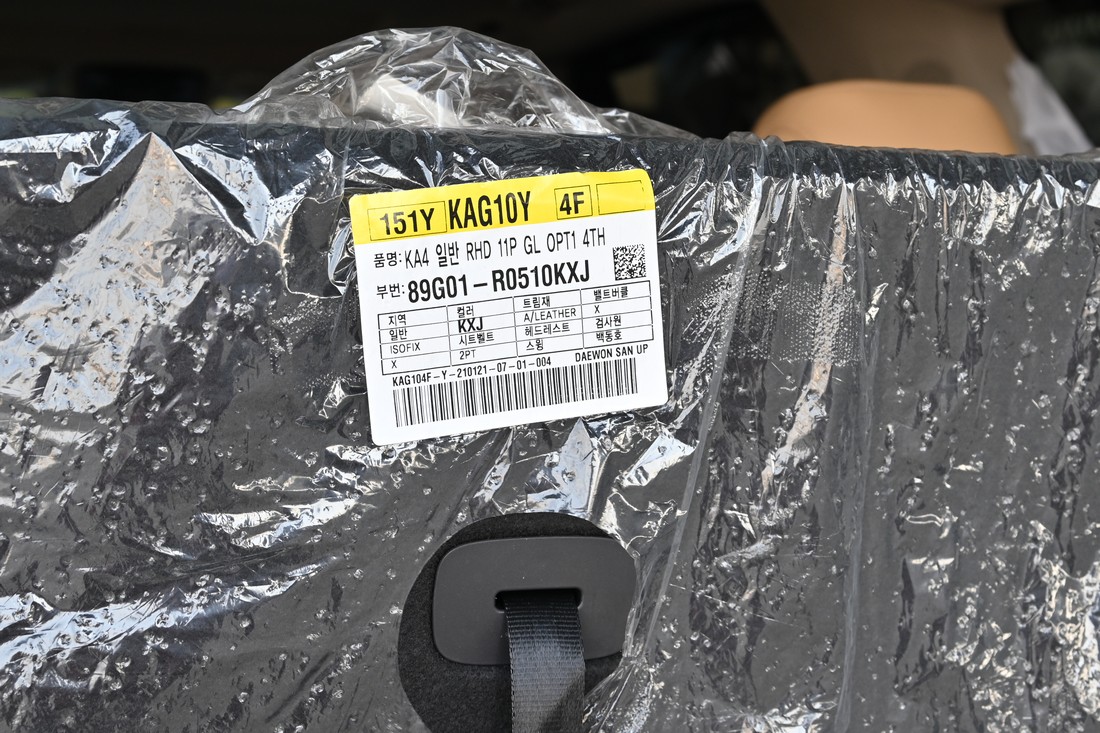 151Y KAG10Y 4F
품명: KA4 일반 RHD 11P GL OPT1 4TH
부번: 89G01-R0510KXJ
지역 컬러 트림재 밸트버클
일반 KXJ A/LEATHER X
ISOFIX 시트벨트 헤드레스트 검사원
X 2PT 스윙 백동호
KAG104F-Y-210121-07-01-004 DAEWON SAN UP